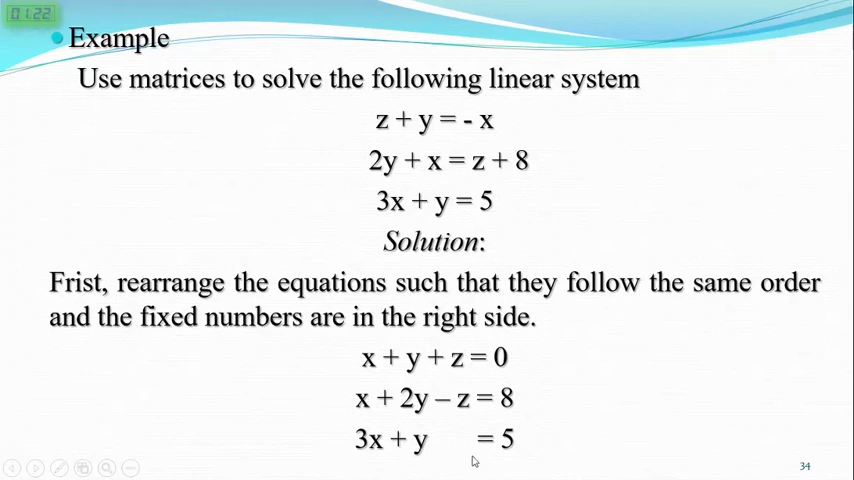 01:22
Example
Use matrices to solve the following linear system
z + y = - x
2y + x = z + 8
3x + y = 5
Solution:
Frist, rearrange the equations such that they follow the same order
and the fixed numbers are in the right side.
x + y + z = 0
x + 2y – z = 8
3x + y = 5
34